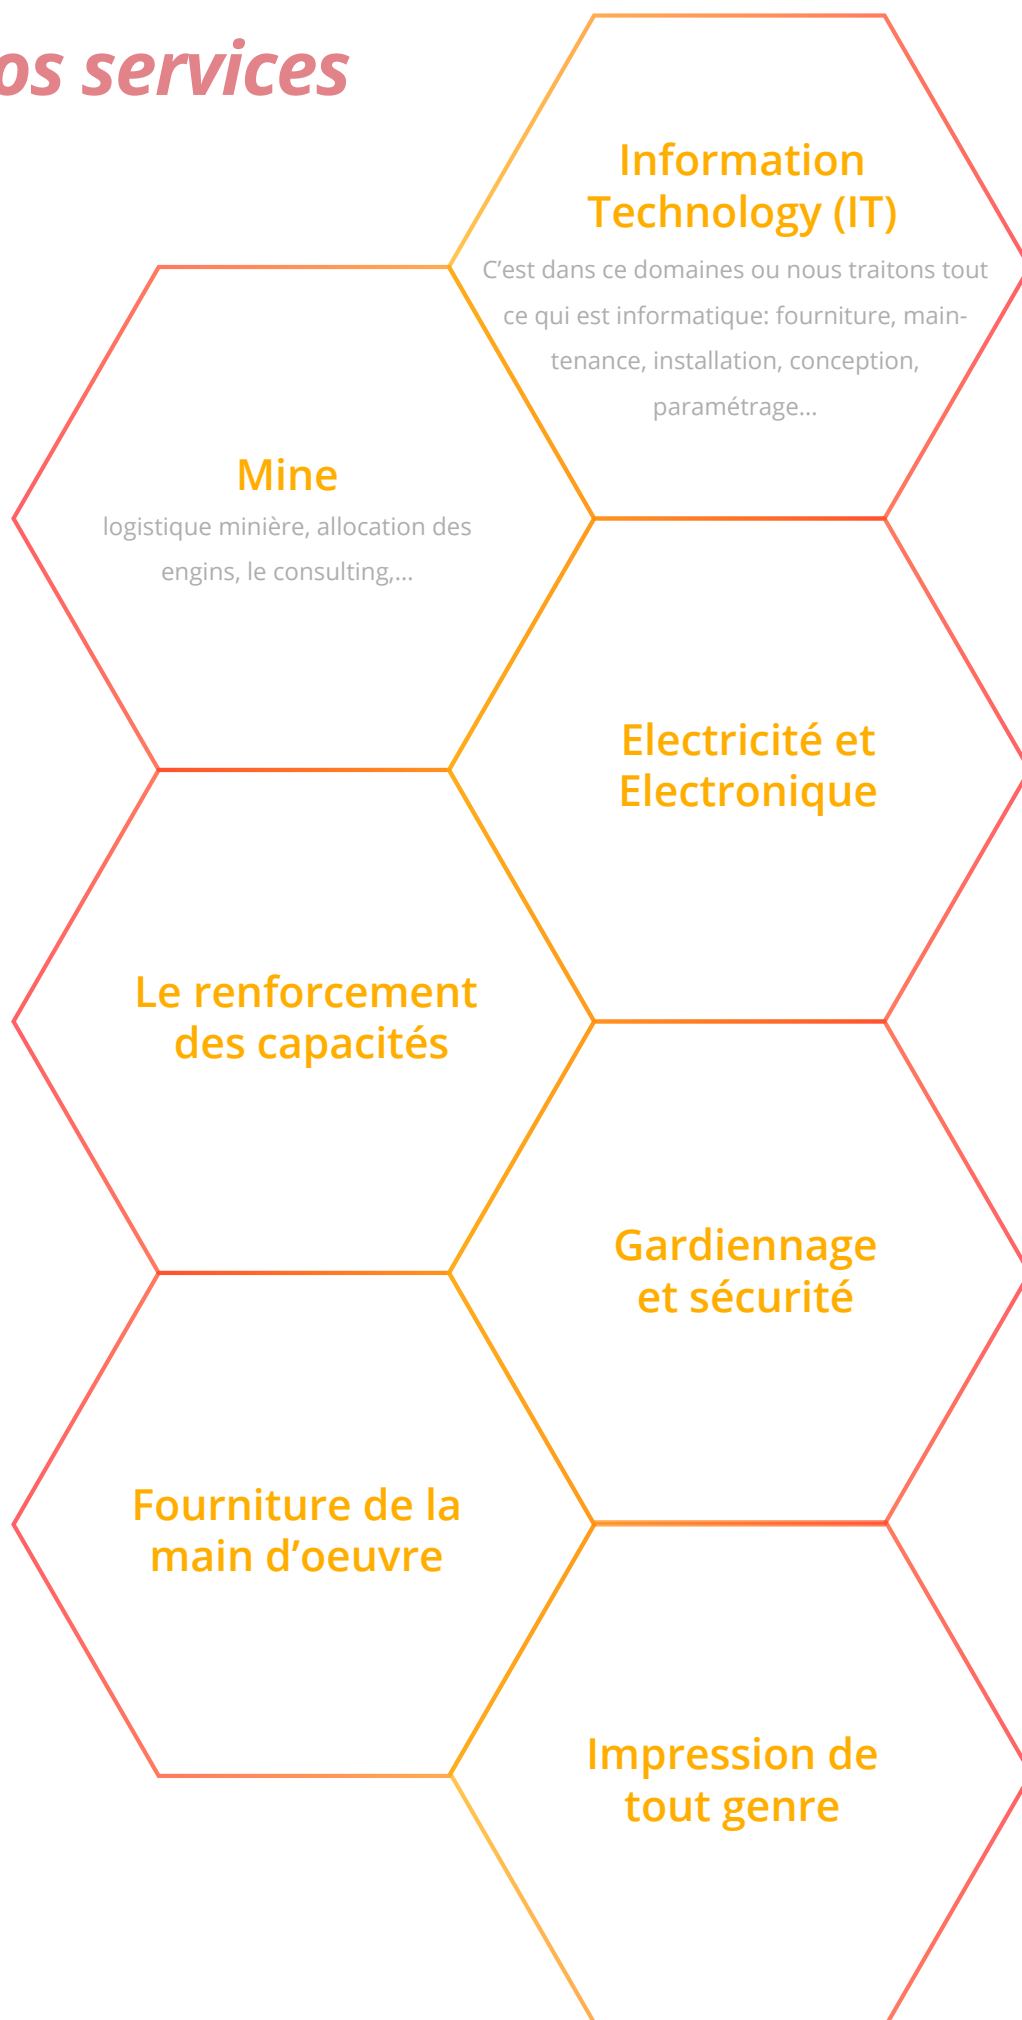 os services
Information
Technology (IT)
C’est dans ce domaines ou nous traitons tout
ce qui est informatique: fourniture, main-
tenance, installation, conception,
paramétrage...
Mine
logistique minière, allocation des
engins, le consulting,...
Electricité et
Electronique
Le renforcement
des capacités
Gardiennage
et sécurité
Fourniture de la
main d’oeuvre
Impression de
tout genre